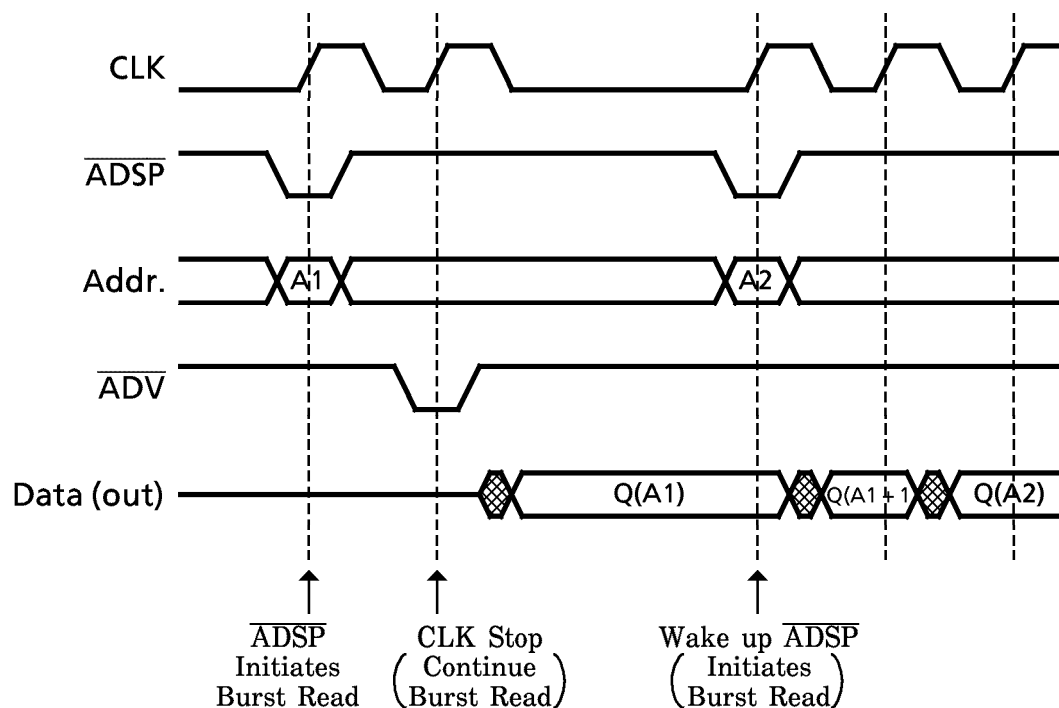 CLK
ADSP
Addr. A1 A2
ADV
Data (out) Q(A1) Q(A1 + 1 Q(A2)
ADSP
Initiates
Burst Read
CLK Stop
( Continue
Burst Read )
Wake up ADSP
( Initiates
Burst Read )